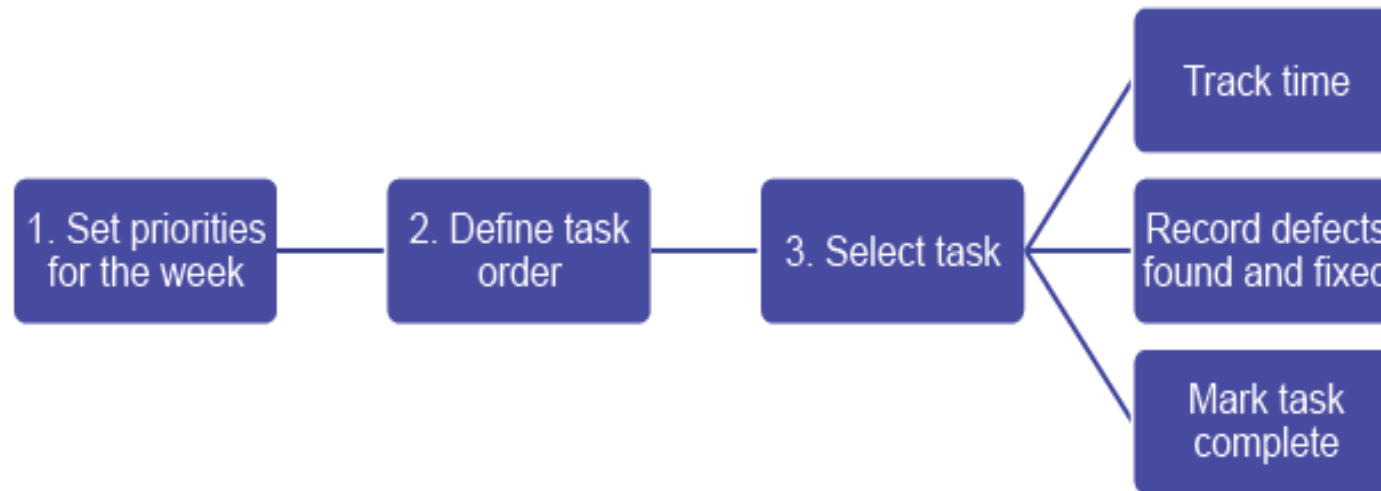 Track time
1. Set priorities
for the week
2. Define task
order
3. Select task
Record defects
found and fixed
Mark task
complete